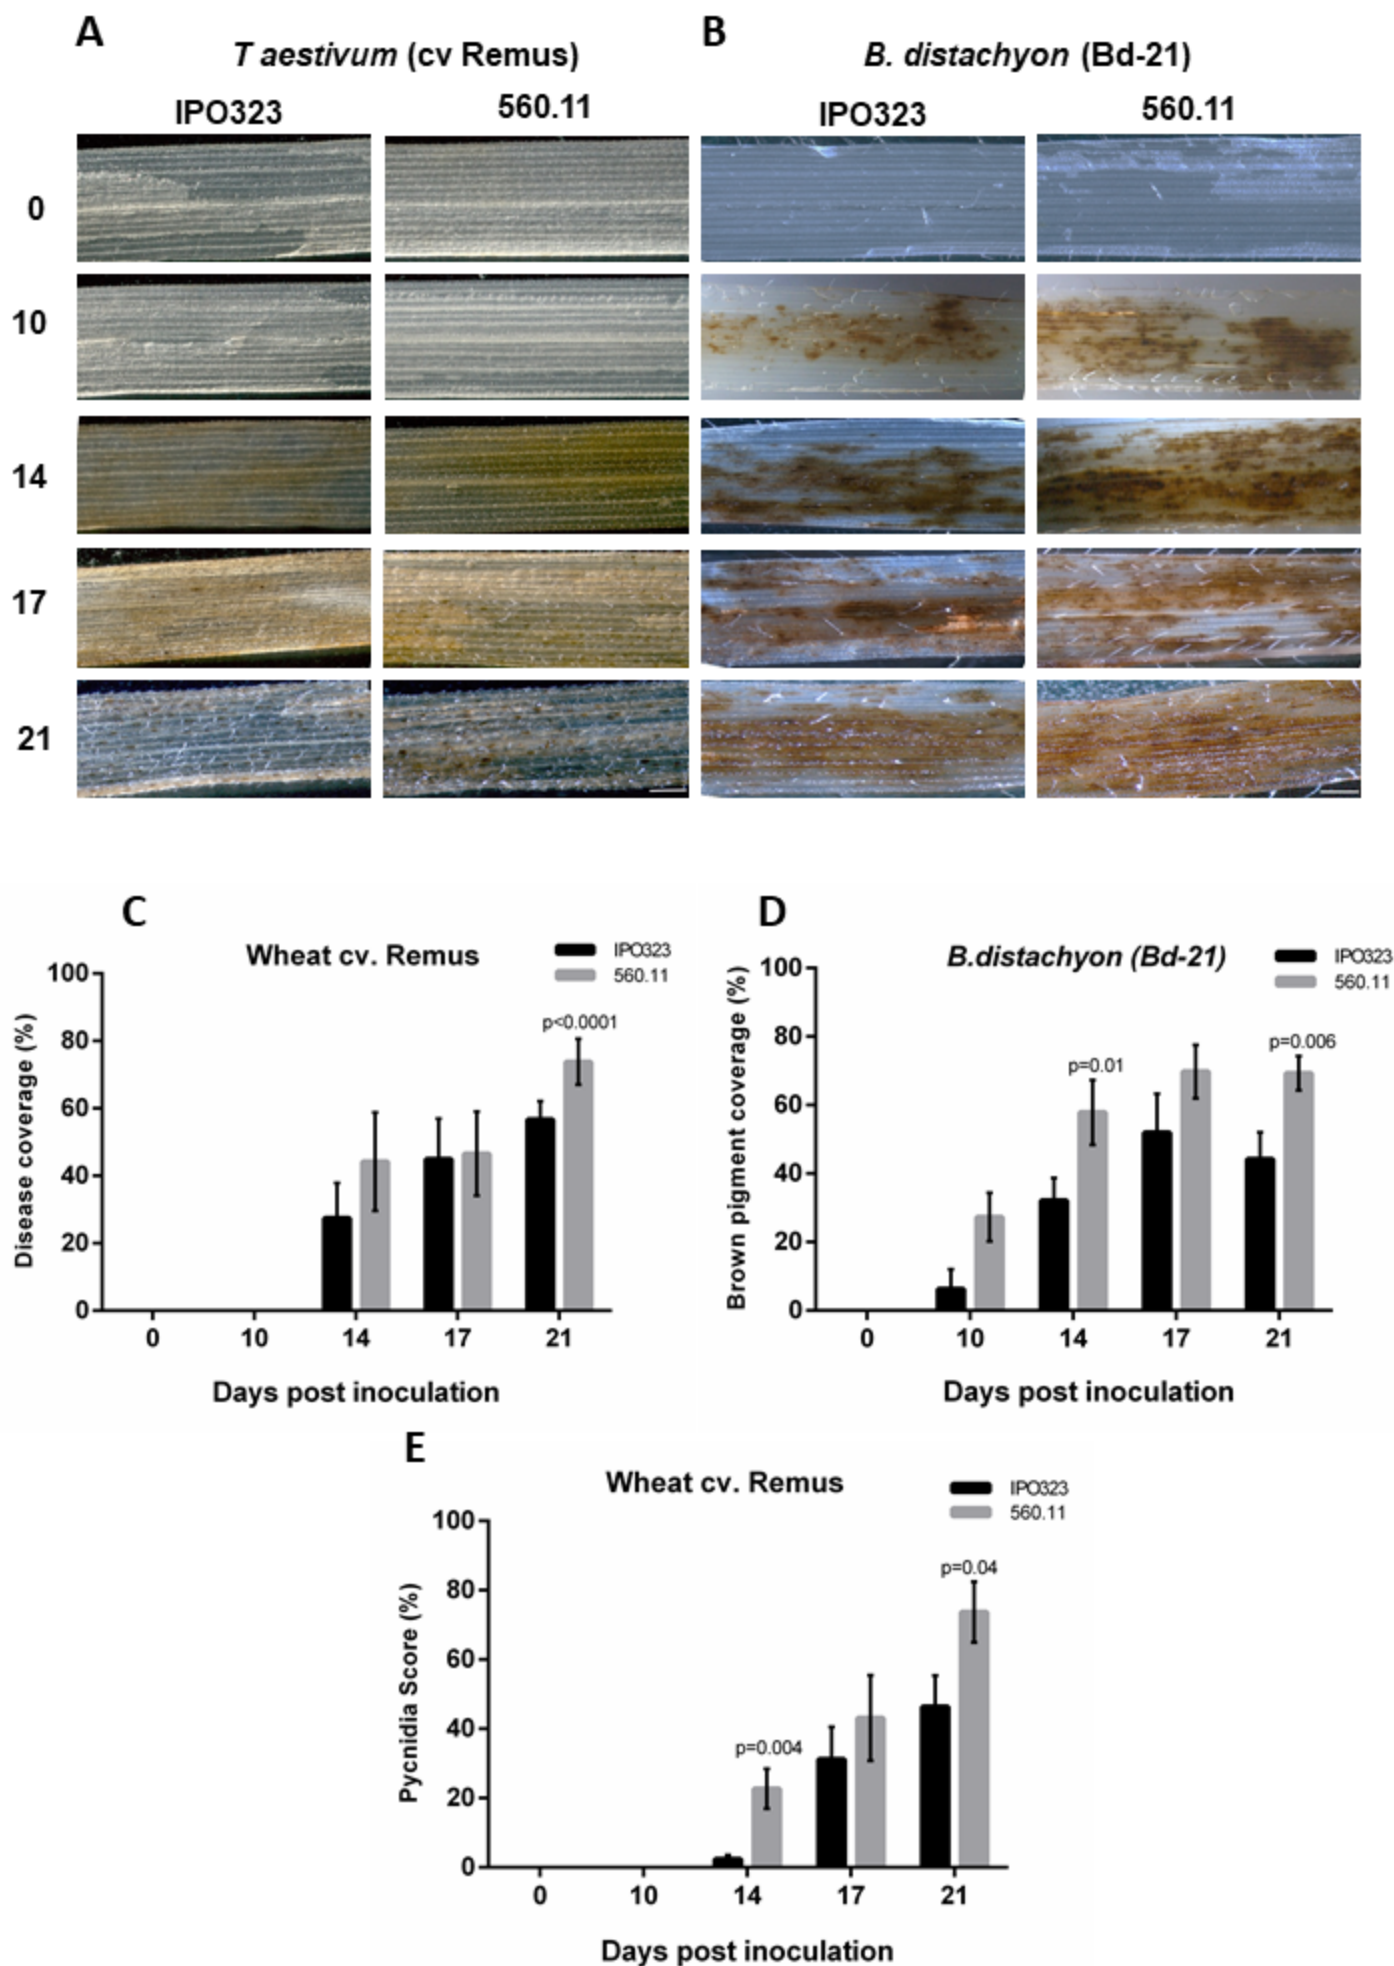 A
T aestivum (cv Remus)
B
B. distachyon (Bd-21)
IPO323
560.11
IPO323
560.11
0
10
14
17
21
C
Wheat cv. Remus
IPO323
560.11
Disease coverage (%)
100
80
60
40
20
0
p<0.0001
0 10 14 17 21
Days post inoculation
D
B.distachyon (Bd-21)
IPO323
560.11
Brown pigment coverage (%)
100
80
60
40
20
0
p=0.01
p=0.006
0 10 14 17 21
Days post inoculation
E
Wheat cv. Remus
IPO323
560.11
Pycnidia Score (%)
100
80
60
40
20
0
p=0.004
p=0.04
0 10 14 17 21
Days post inoculation